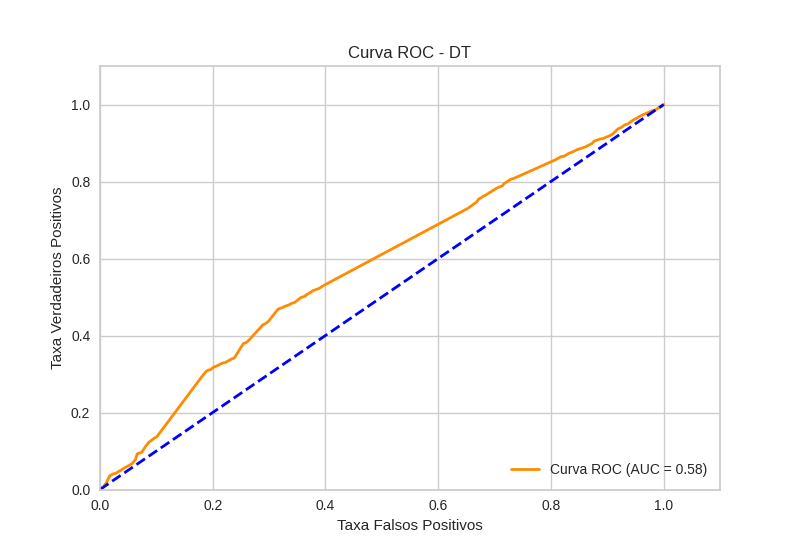 Curva ROC - DT
Taxa Verdadeiros Positivos
1.0
0.8
0.6
0.4
0.2
0.0
Curva ROC (AUC = 0.58)
0.0 0.2 0.4 0.6 0.8 1.0
Taxa Falsos Positivos